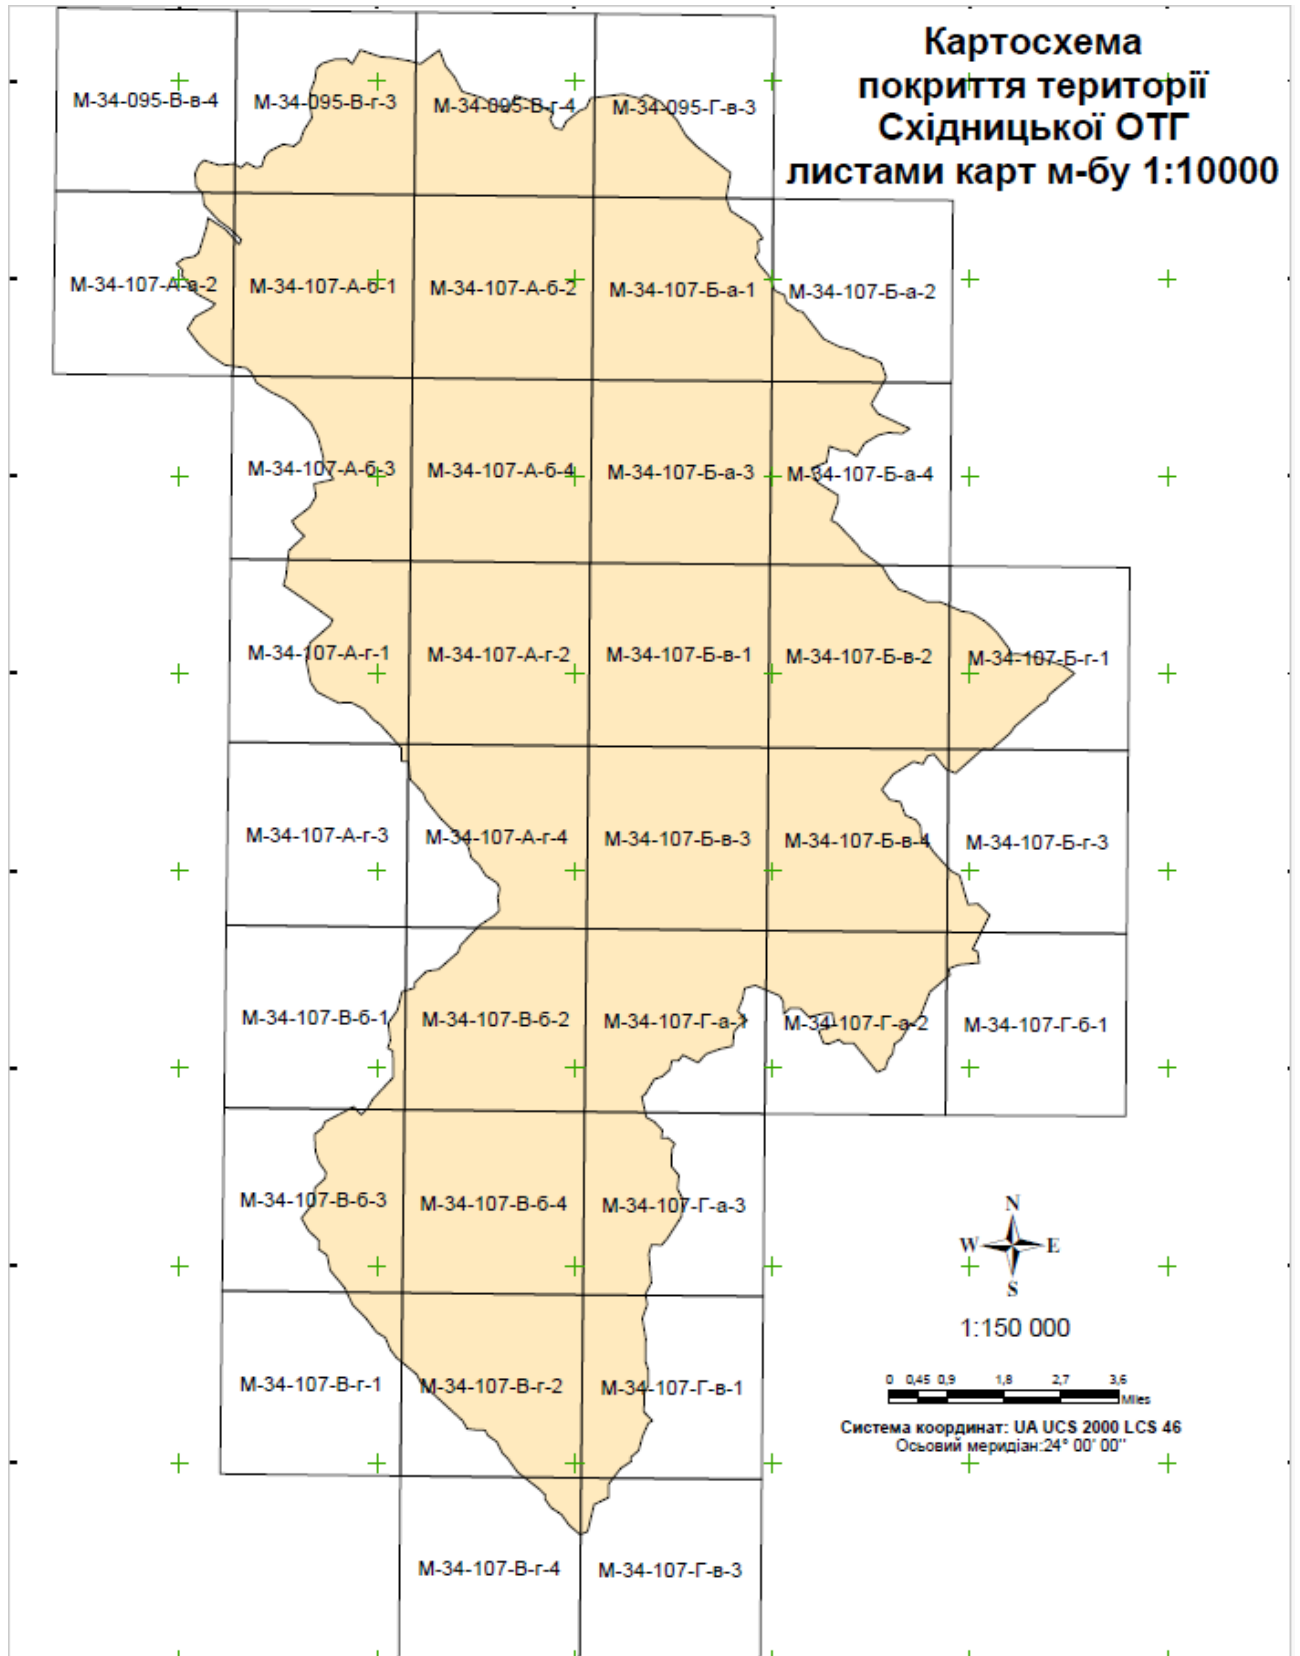 Картосхема
покриття території
Східницької ОТГ
листами карт м-бу 1:10000
М-34-095-В-в-4
М-34-095-В-г-3
М-34-095-В-г-4
М-34-095-Г-в-3
М-34-107-А-а-2
М-34-107-А-б-1
М-34-107-А-б-2
М-34-107-Б-а-1
М-34-107-Б-а-2
М-34-107-А-б-3
М-34-107-А-б-4
М-34-107-Б-а-3
М-34-107-Б-а-4
М-34-107-А-г-1
М-34-107-А-г-2
М-34-107-Б-в-1
М-34-107-Б-в-2
М-34-107-Б-г-1
М-34-107-А-г-3
М-34-107-А-г-4
М-34-107-Б-в-3
М-34-107-Б-в-4
М-34-107-Б-г-3
М-34-107-В-б-1
М-34-107-В-б-2
М-34-107-Г-а-1
М-34-107-Г-а-2
М-34-107-Г-б-1
М-34-107-В-б-3
М-34-107-В-б-4
М-34-107-Г-а-3
М-34-107-В-г-1
М-34-107-В-г-2
М-34-107-Г-в-1
М-34-107-В-г-4
М-34-107-Г-в-3
N
W E
S
1:150 000
0 0,45 0,9 1,8 2,7 3,6
Miles
Система координат: UA UCS 2000 LCS 46
Осьовий меридіан:24° 00' 00''